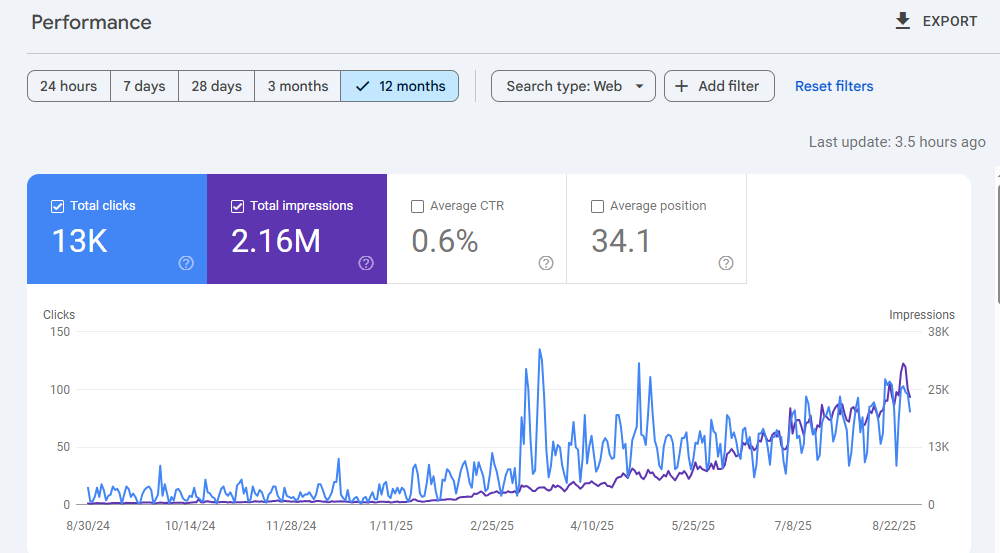 Performance
EXPORT
24 hours 7 days 28 days 3 months 12 months Search type: Web Add filter Reset filters
Last update: 3.5 hours ago
Total clicks Total impressions Average CTR Average position
13K 2.16M 0.6% 34.1
Clicks Impressions
150 38K
100 25K
50 13K
0 0
8/30/24 10/14/24 11/28/24 1/11/25 2/25/25 4/10/25 5/25/25 7/8/25 8/22/25